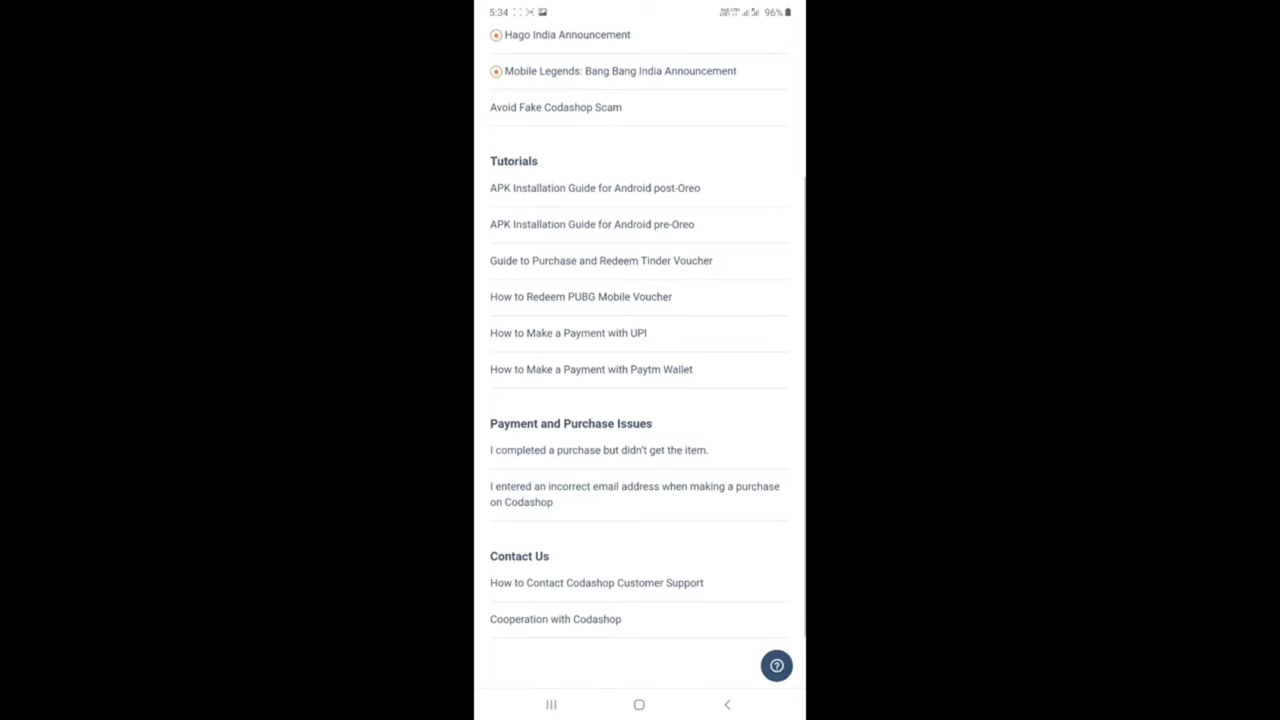 5:34
96%
Hago India Announcement
Mobile Legends: Bang Bang India Announcement
Avoid Fake Codashop Scam
Tutorials
APK Installation Guide for Android post-Oreo
APK Installation Guide for Android pre-Oreo
Guide to Purchase and Redeem Tinder Voucher
How to Redeem PUBG Mobile Voucher
How to Make a Payment with UPI
How to Make a Payment with Paytm Wallet
Payment and Purchase Issues
I completed a purchase but didn't get the item.
I entered an incorrect email address when making a purchase
on Codashop
Contact Us
How to Contact Codashop Customer Support
Cooperation with Codashop